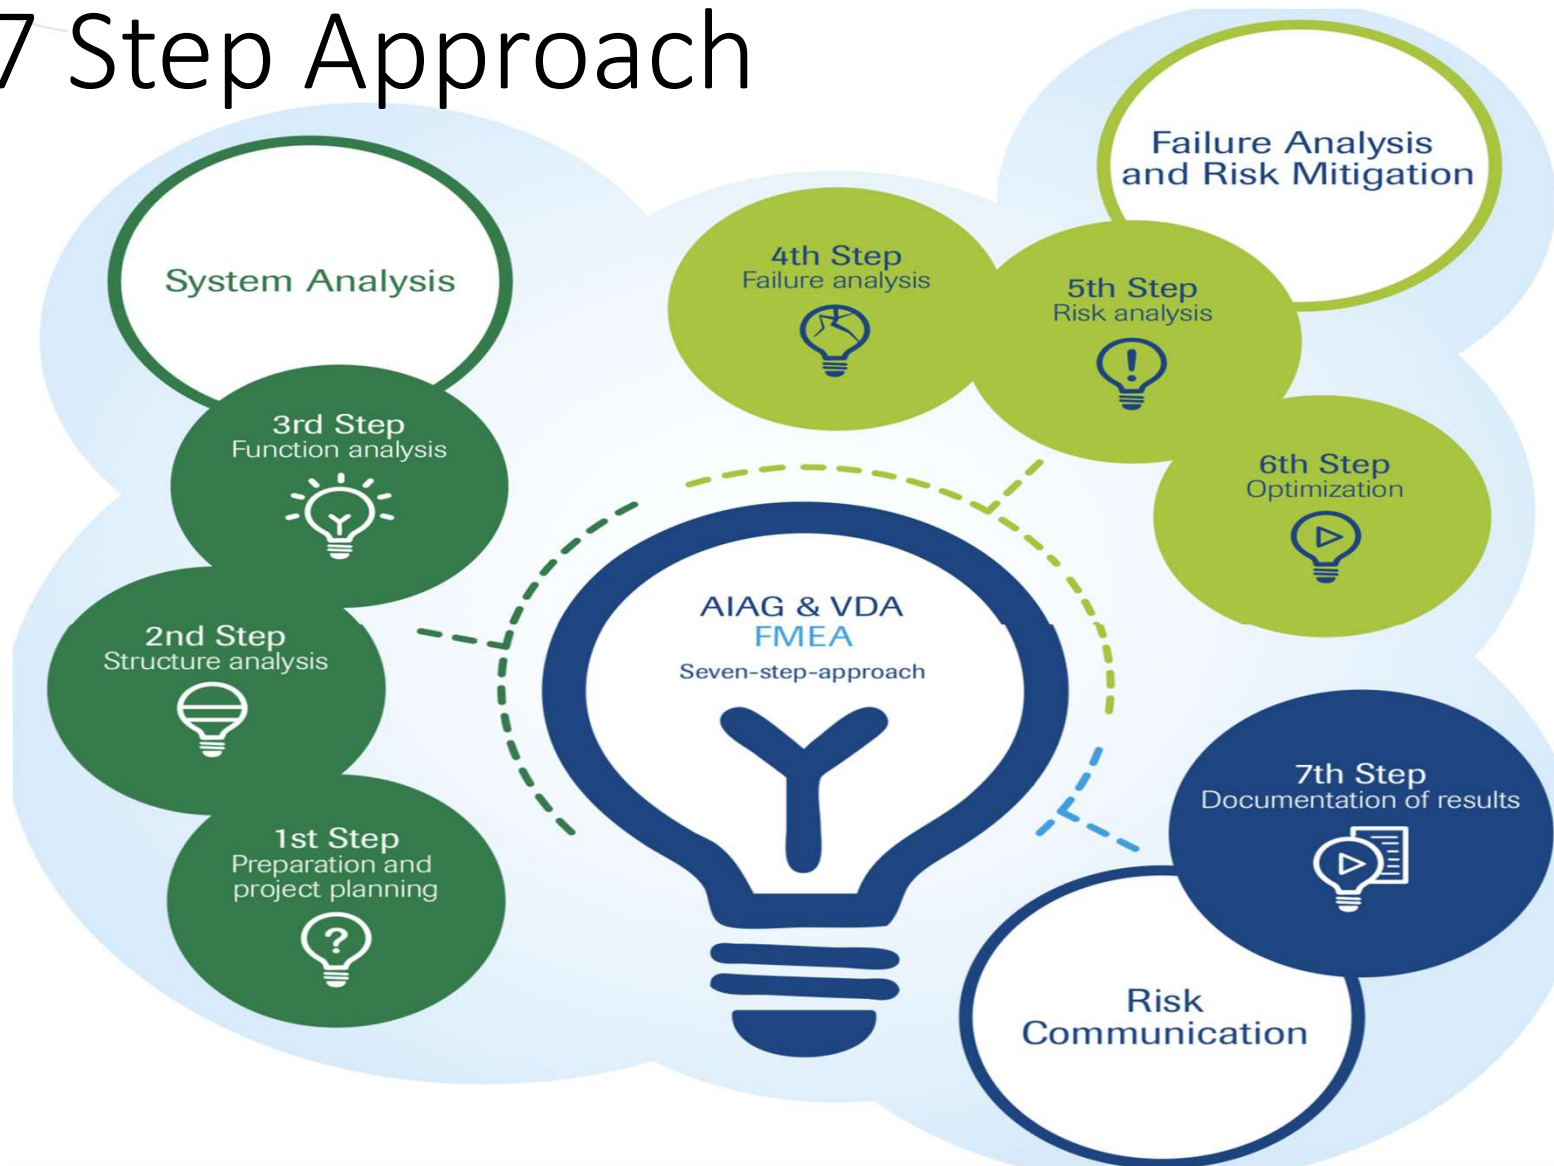 7 Step Approach
System Analysis
3rd Step
Function analysis
2nd Step
Structure analysis
1st Step
Preparation and
project planning
?
AIAG & VDA
FMEA
Seven-step-approach
4th Step
Failure analysis
5th Step
Risk analysis
!
Failure Analysis
and Risk Mitigation
6th Step
Optimization
7th Step
Documentation of results
Risk
Communication